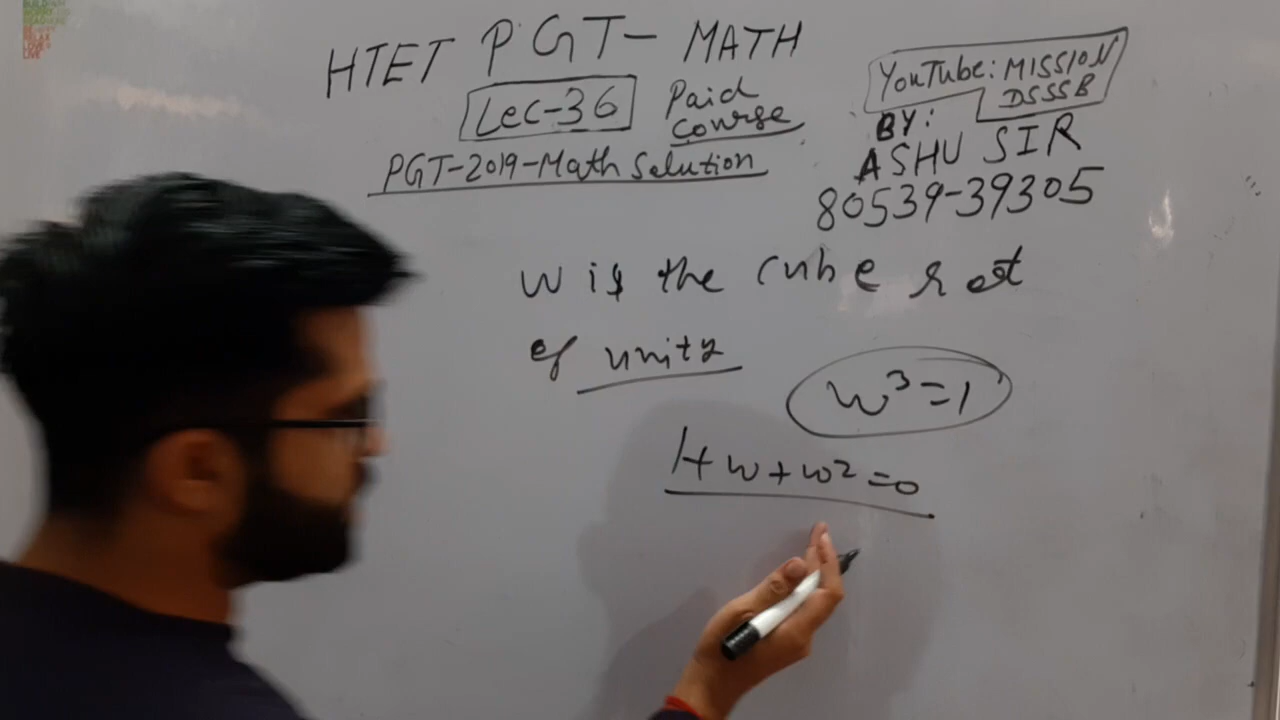 HTET PGT- MATH
Lec-36 Paid Course
PGT-2019-Math Solution
YouTube: MISSION DSSSB
BY:
ASHU SIR
80539-39305
w is the cube root
of unity
w³=1
1+w+w²=0